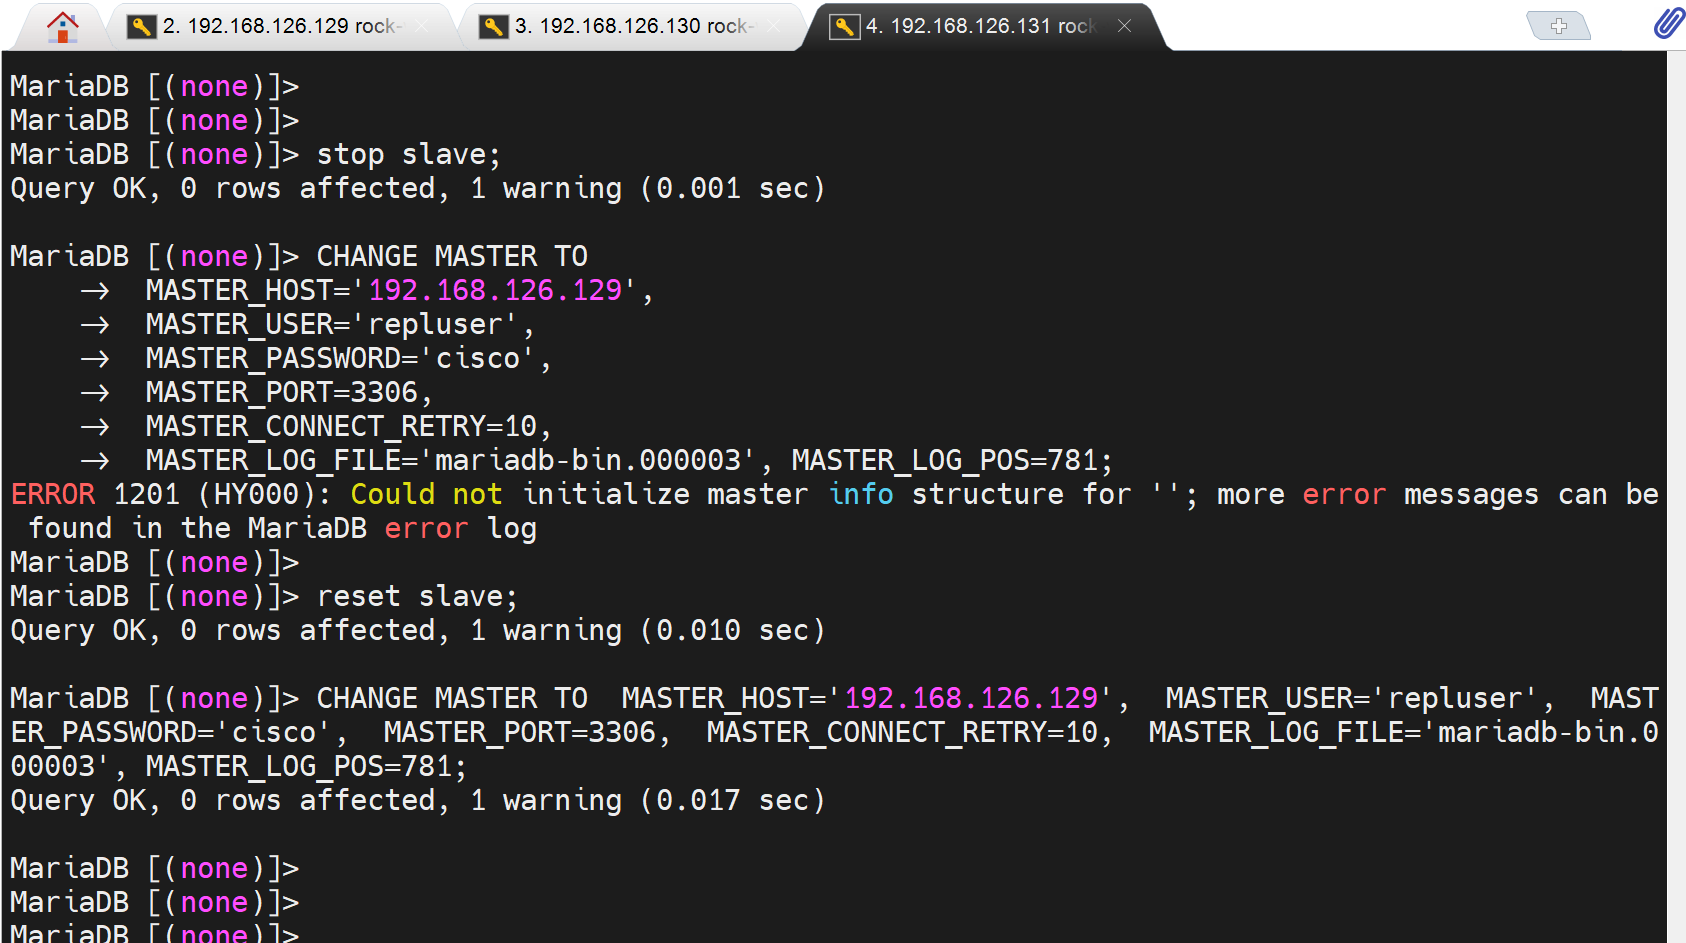 2. 192.168.126.129 rock-
3. 192.168.126.130 rock-
4. 192.168.126.131 rock
MariaDB [(none)]>
MariaDB [(none)]>
MariaDB [(none)]> stop slave;
Query OK, 0 rows affected, 1 warning (0.001 sec)
MariaDB [(none)]> CHANGE MASTER TO
→ MASTER_HOST='192.168.126.129',
→ MASTER_USER='repluser',
→ MASTER_PASSWORD='cisco',
→ MASTER_PORT=3306,
→ MASTER_CONNECT_RETRY=10,
→ MASTER_LOG_FILE='mariadb-bin.000003', MASTER_LOG_POS=781;
ERROR 1201 (HY000): Could not initialize master info structure for ''; more error messages can be
found in the MariaDB error log
MariaDB [(none)]>
MariaDB [(none)]> reset slave;
Query OK, 0 rows affected, 1 warning (0.010 sec)
MariaDB [(none)]> CHANGE MASTER TO  MASTER_HOST='192.168.126.129',  MASTER_USER='repluser',  MAST
ER_PASSWORD='cisco',  MASTER_PORT=3306,  MASTER_CONNECT_RETRY=10,  MASTER_LOG_FILE='mariadb-bin.0
00003', MASTER_LOG_POS=781;
Query OK, 0 rows affected, 1 warning (0.017 sec)
MariaDB [(none)]>
MariaDB [(none)]>
MariaDB [(none)]>